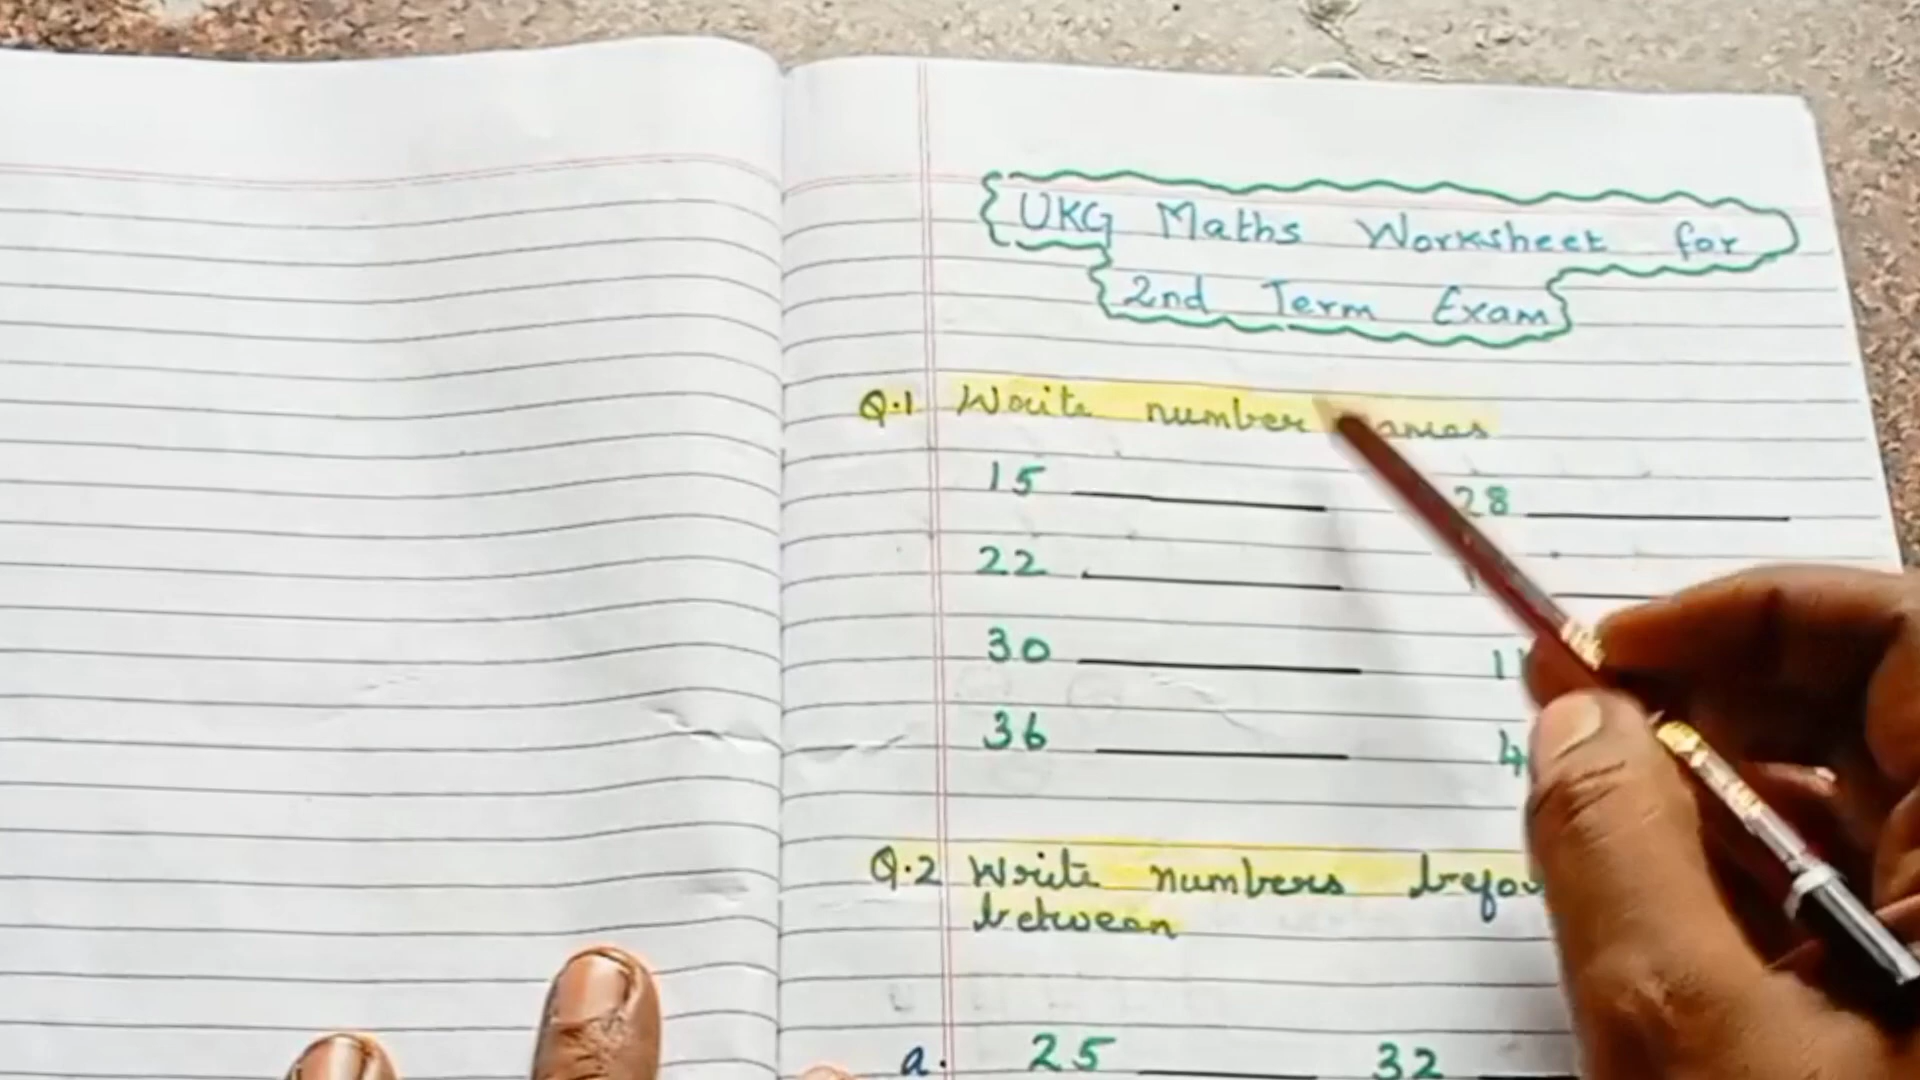 UKG Maths Worksheet for
2nd Term Exam
Q.1 Write number
15 28
22
30
36
Q.2 Write numbers
between
a. 25 32